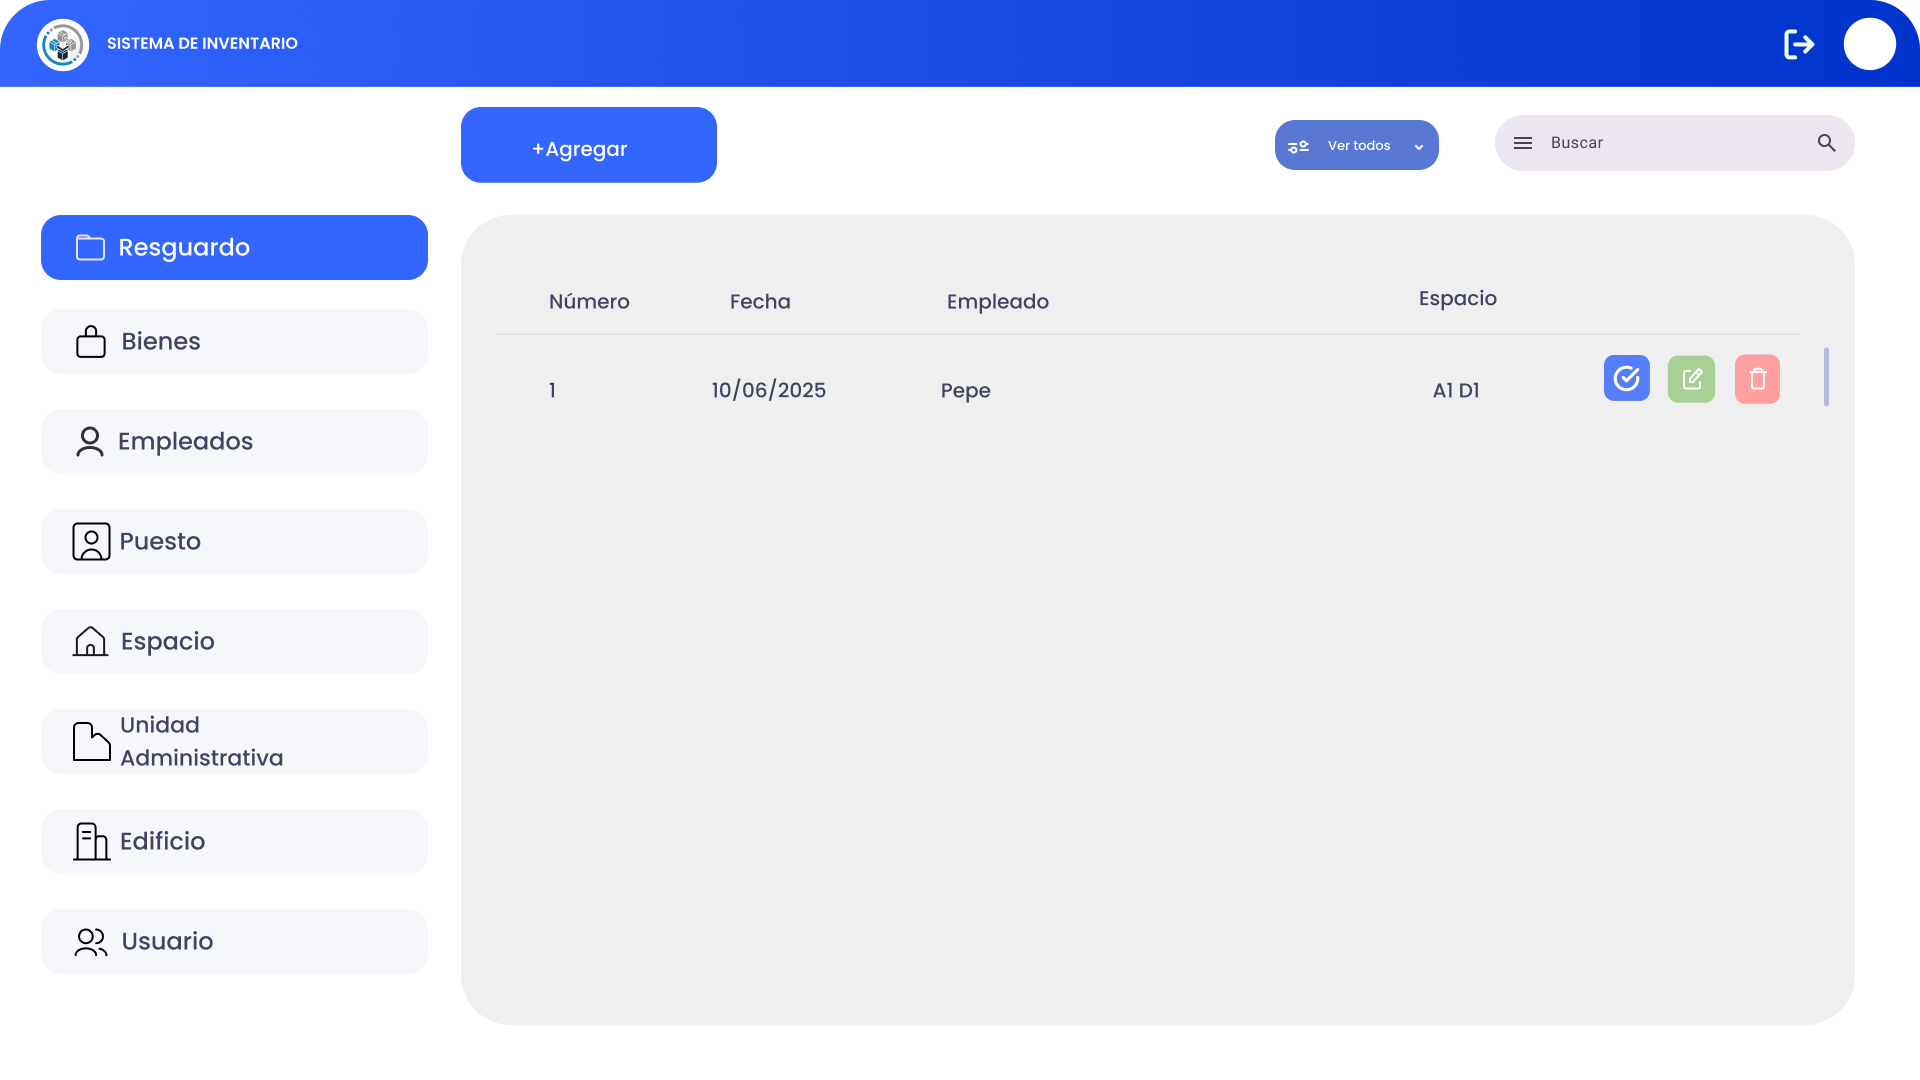 SISTEMA DE INVENTARIO
+Agregar
Ver todos
Buscar
Resguardo
Bienes
Empleados
Puesto
Espacio
Unidad
Administrativa
Edificio
Usuario
Número Fecha Empleado Espacio
1 10/06/2025 Pepe A1 D1